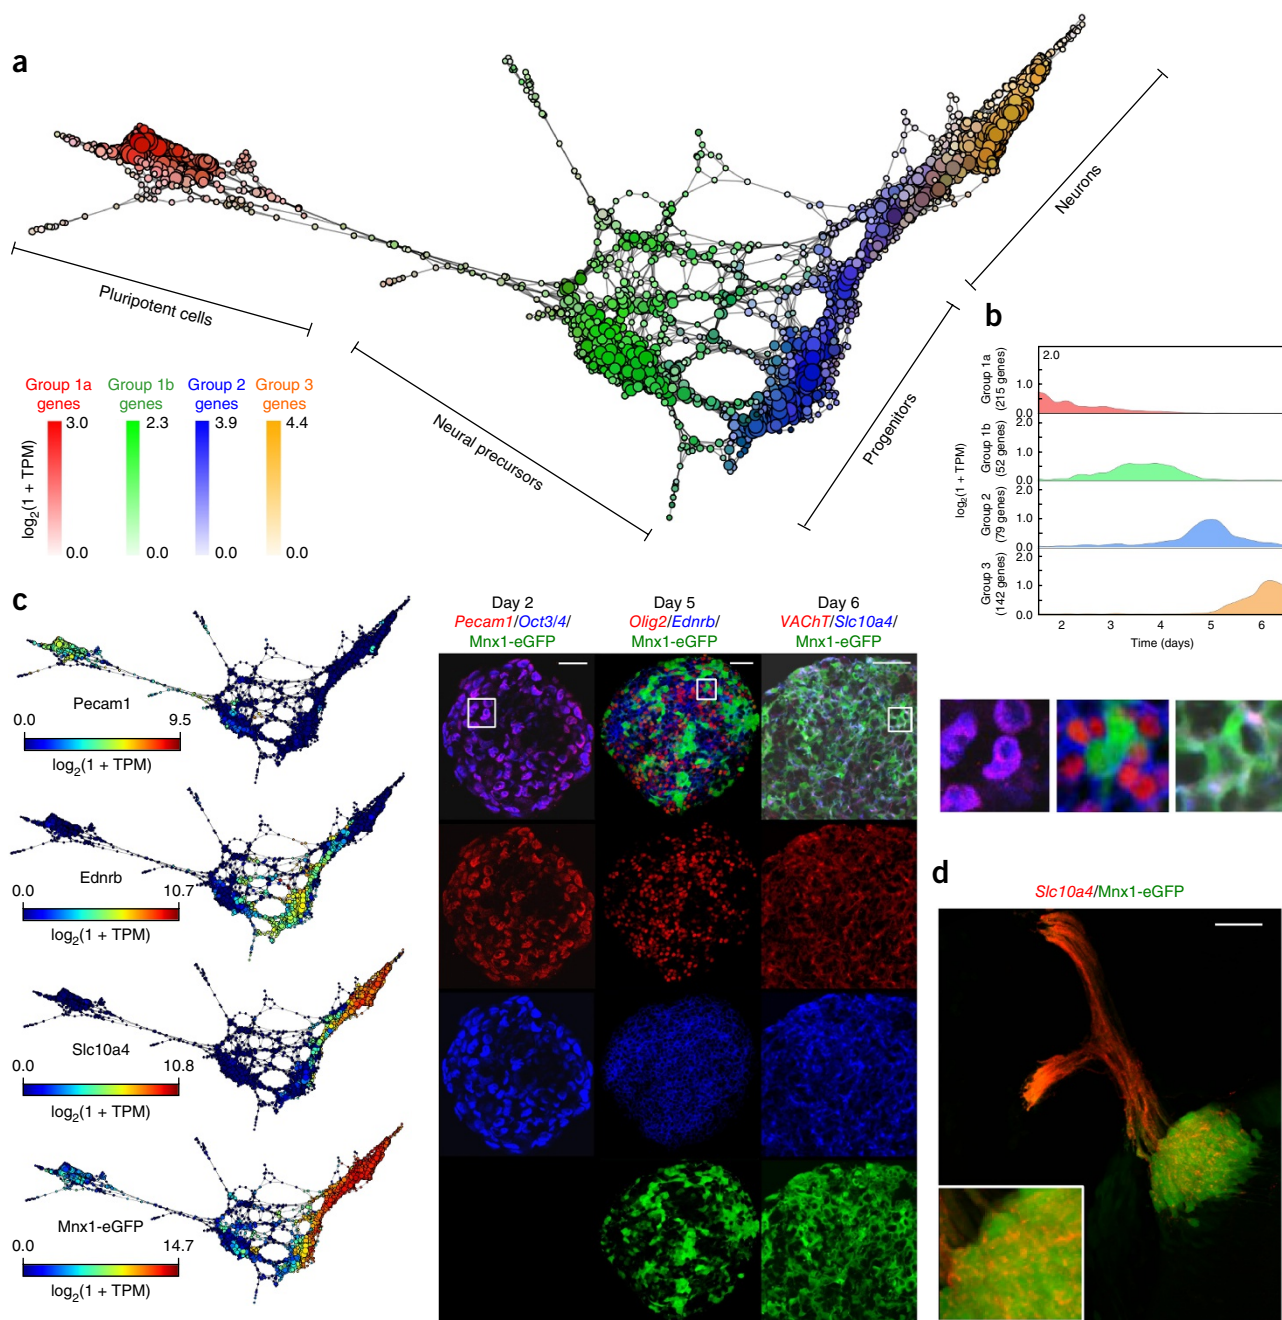 a
Pluripotent cells
Neural precursors
Progenitors
Neurons
Group 1a genes
Group 1b genes
Group 2 genes
Group 3 genes
log2(1 + TPM)
3.0
2.3
3.9
4.4
0.0
0.0
0.0
0.0
b
Group 1a (215 genes)
2.0
1.0
0.0
Group 1b (52 genes)
2.0
1.0
0.0
Group 2 (79 genes)
2.0
1.0
0.0
Group 3 (142 genes)
2.0
1.0
0.0
log2(1 + TPM)
2
3
4
5
6
Time (days)
c
Pecam1
0.0
9.5
log2(1 + TPM)
Ednrb
0.0
10.7
log2(1 + TPM)
Slc10a4
0.0
10.8
log2(1 + TPM)
Mnx1-eGFP
0.0
14.7
log2(1 + TPM)
Day 2
Pecam1/Oct3/4/
Mnx1-eGFP
Day 5
Olig2/Ednrb/
Mnx1-eGFP
Day 6
VAChT/Slc10a4/
Mnx1-eGFP
d
Slc10a4/Mnx1-eGFP